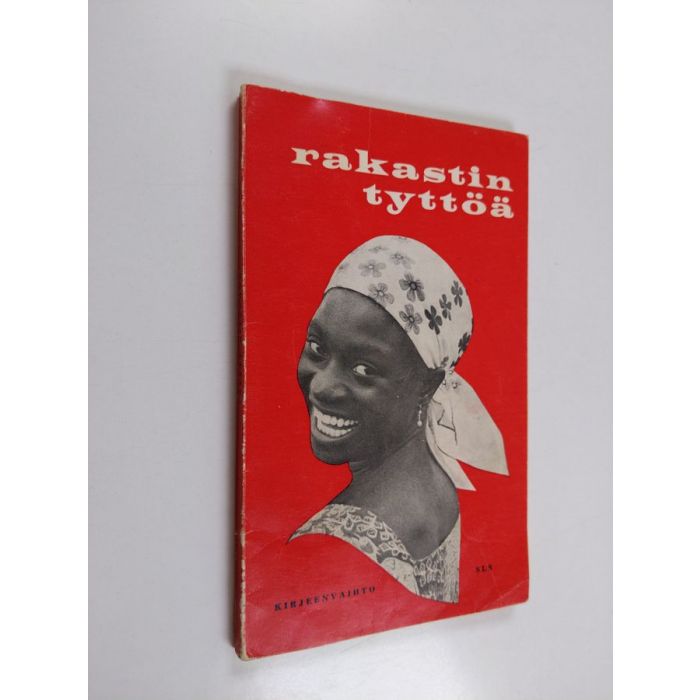 rakastin
tyttöä
KIRJEENVAIHTO
SLS